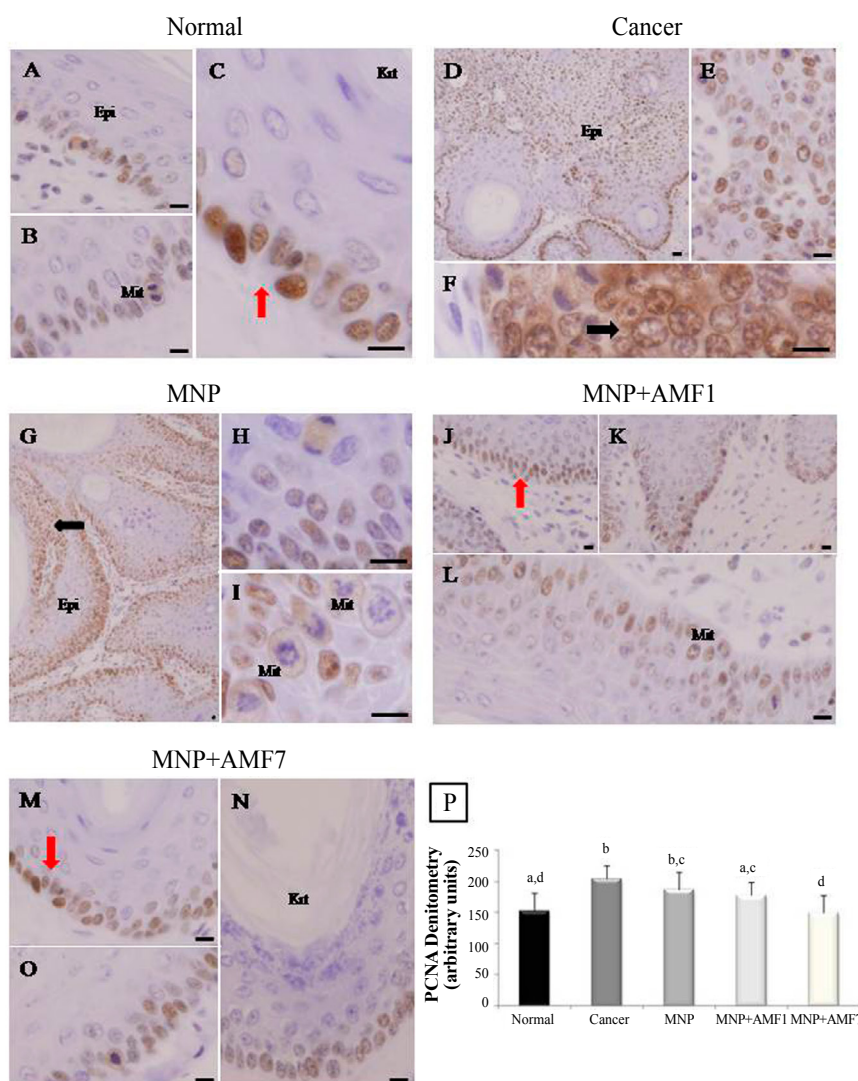 Normal
Cancer
A
Epi
B
Mit
C
Krt
D
Epi
E
F
MNP
MNP+AMF1
G
Epi
H
I
Mit
Mit
J
K
L
Mit
MNP+AMF7
M
N
Krt
O
P
PCNA Denitometry
(arbitrary units)
250
200
150
100
50
0
a,d
b
b,c
a,c
d
Normal
Cancer
MNP
MNP+AMF1
MNP+AMF7